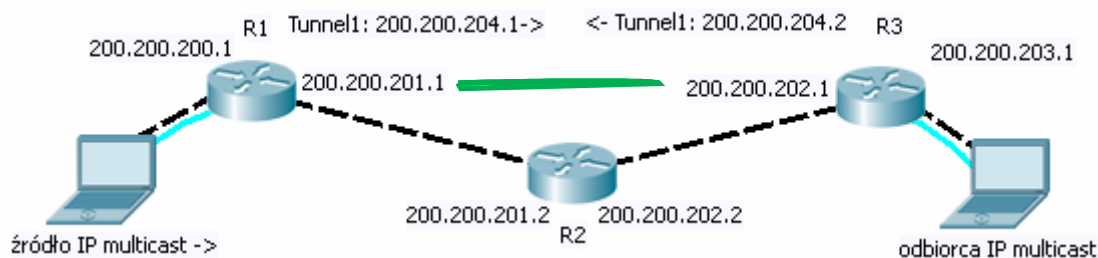 R1 Tunnel1: 200.200.204.1-> <- Tunnel1: 200.200.204.2 R3
200.200.200.1
200.200.203.1
200.200.201.1
200.200.202.1
200.200.201.2
200.200.202.2
R2
źródło IP multicast ->
odbiorca IP multicast